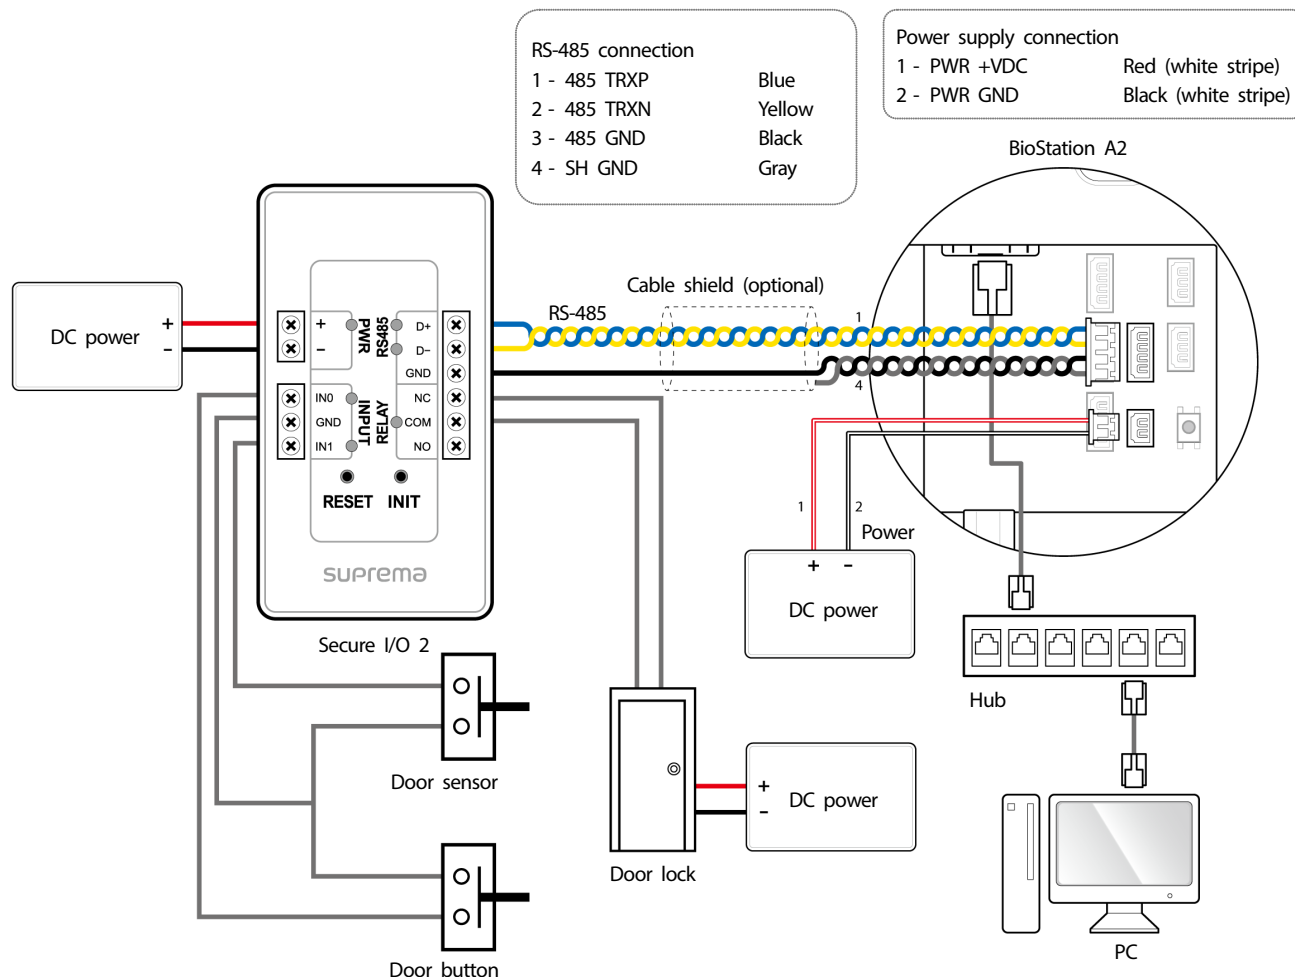 RS-485 connection
1 - 485 TRXP Blue
2 - 485 TRXN Yellow
3 - 485 GND Black
4 - SH GND Gray
Power supply connection
1 - PWR +VDC Red (white stripe)
2 - PWR GND Black (white stripe)
BioStation A2
Cable shield (optional)
RS-485
1
4
DC power
+
-
+
-
PWR
RS485
D+
D-
GND
IN0
GND
IN1
INPUT
RELAY
NC
COM
NO
RESET INIT
suprema
Secure I/O 2
1
2
Power
+ -
DC power
Hub
Door sensor
Door lock
+
-
DC power
Door button
PC